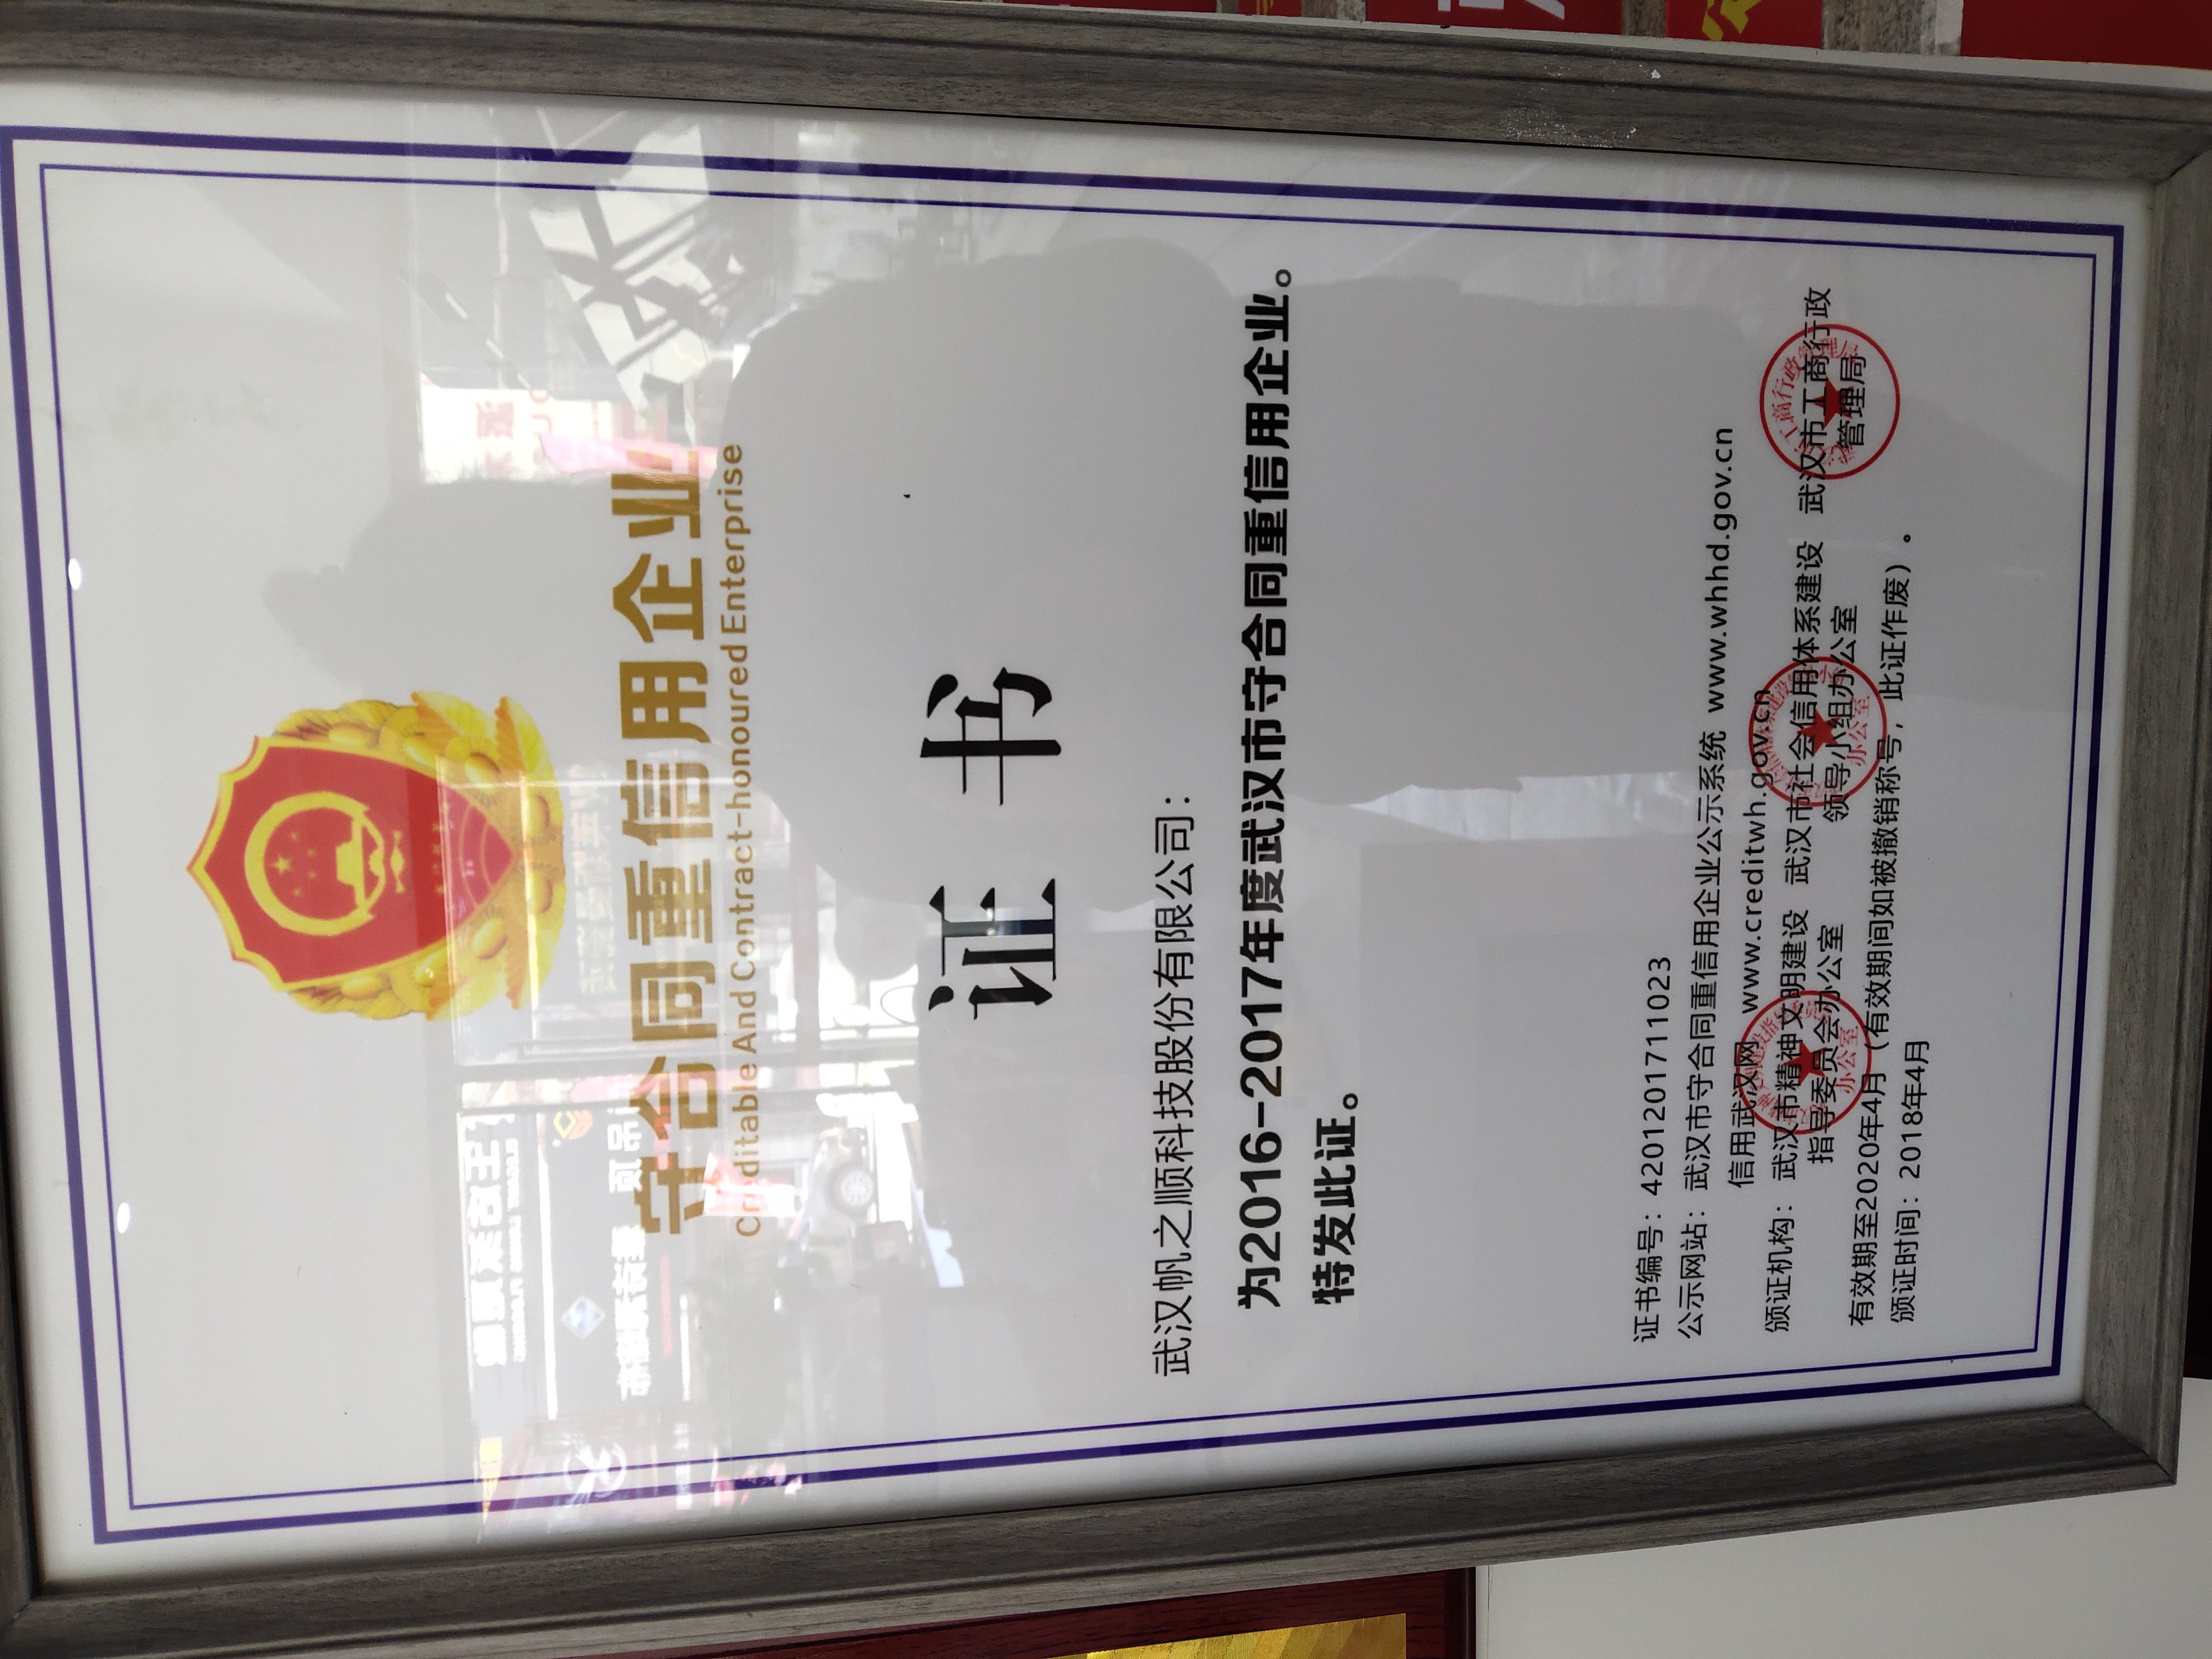 守合同重信用企业
Creditable And Contract-honoured Enterprise
证书
武汉帆之顺科技股份有限公司：
为2016-2017年度武汉市守合同重信用企业。
特发此证。
证书编号：420120171​1023
公示网站：武汉市守合同重信用企业公示系统 www.whhd.gov.cn
信用武汉网 www.creditwh.gov.cn
颁证机构：武汉市精神文明建设 武汉市社会信用体系建设 武汉市工商行政
指导委员会办公室 领导小组办公室 管理局
有效期至2020年4月（有效期间如被撤销称号，此证作废）。
颁证时间：2018年4月